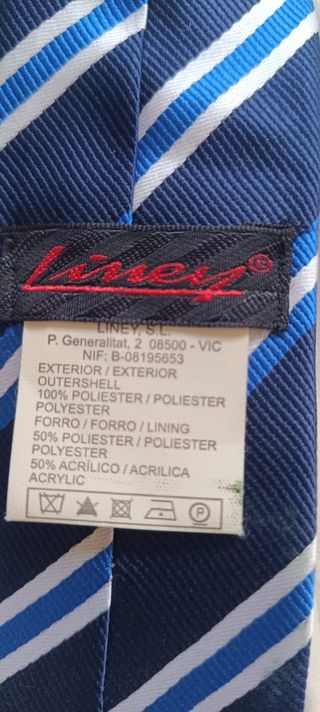 Liney®
LINEY, S.L.
P. Generalitat, 2 08500 - VIC
NIF: B-08195653
EXTERIOR / EXTERIOR
OUTERSHELL
100% POLIESTER / POLIESTER
POLYESTER
FORRO / FORRO / LINING
50% POLIESTER / POLIESTER
POLYESTER
50% ACRÍLICO / ACRILICA
ACRYLIC
P